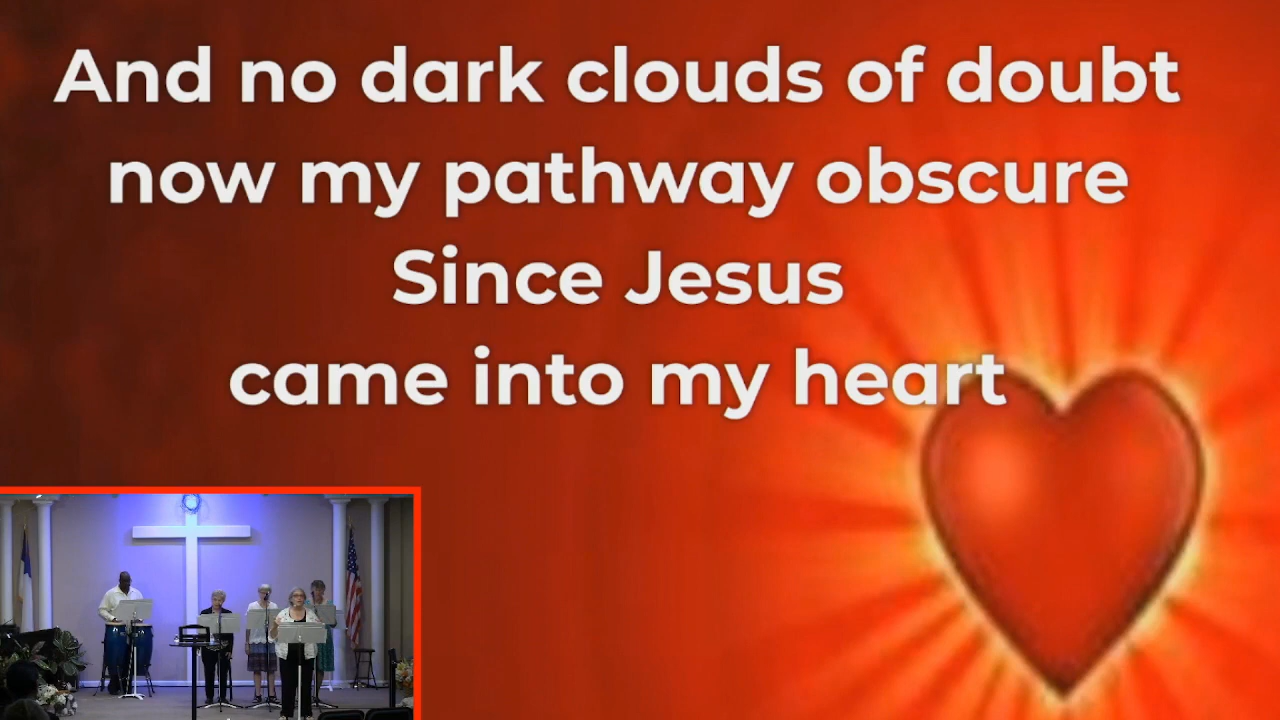 And no dark clouds of doubt
now my pathway obscure
Since Jesus
came into my heart